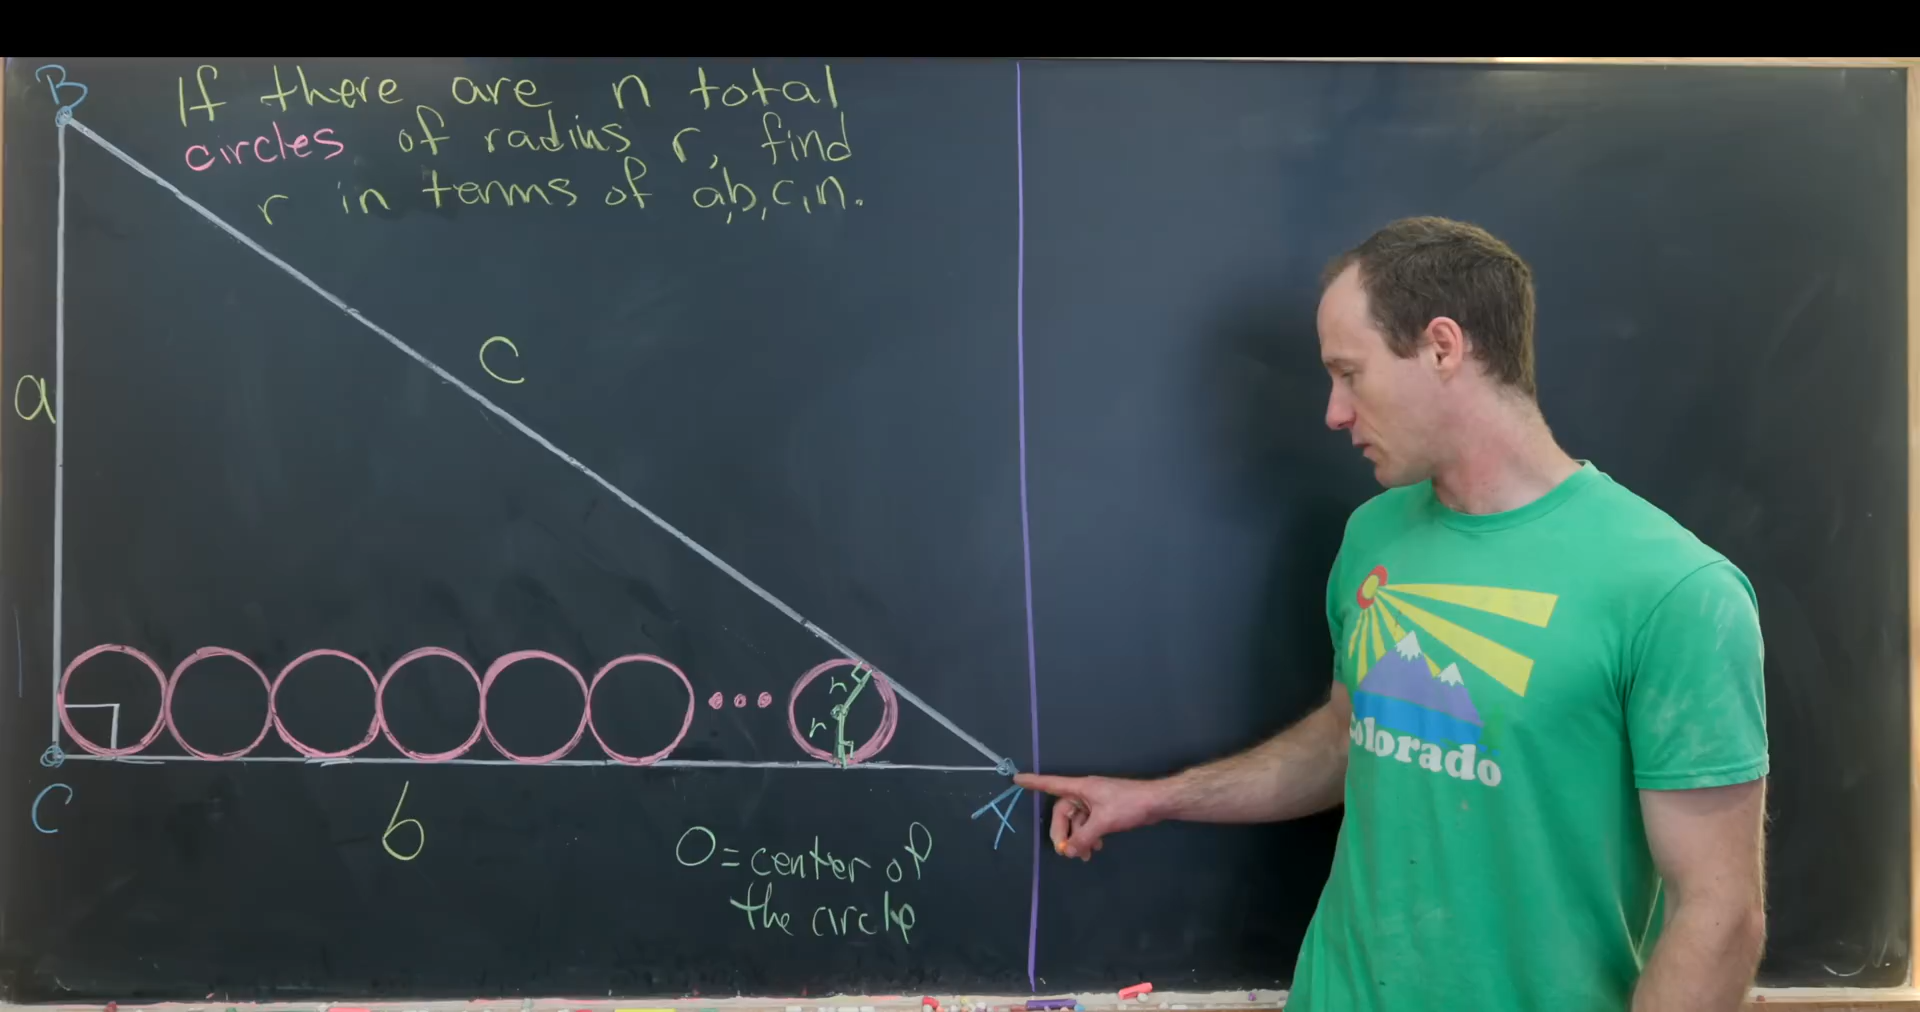 B
If there are n total
circles of radius r, find
r in terms of a,b,c,n.
c
a
r
r
C
b
A
O = center of
the circle
Colorado